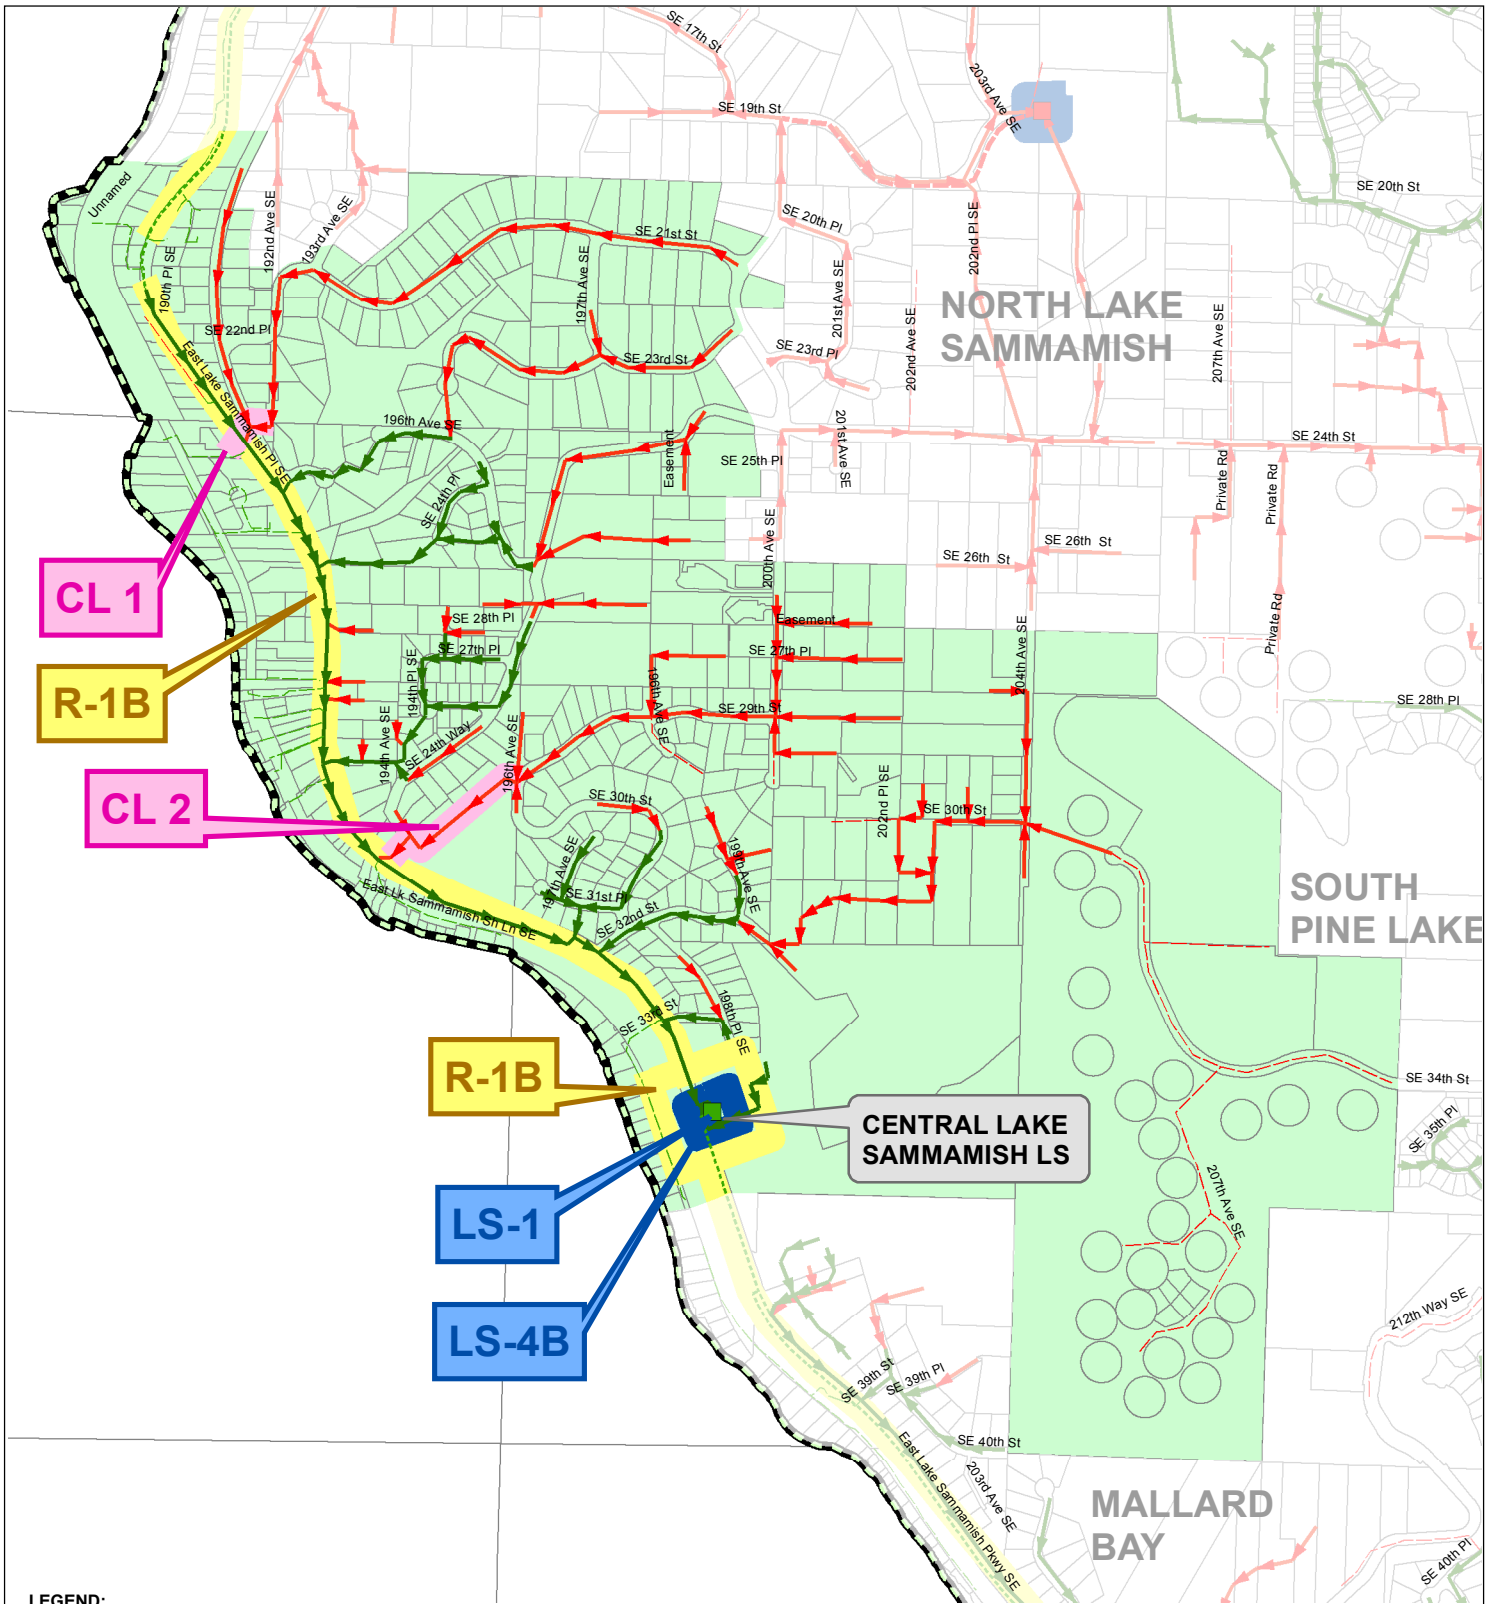 SE 17th St
203rd Ave SE
SE 19th St
SE 20th St
Unnamed
192nd Ave SE
193rd Ave SE
SE 20th Pl
SE 21st St
190th Pl SE
197th Ave SE
201st Ave SE
202nd Pl SE
NORTH LAKE
SAMMAMISH
SE 22nd Pl
SE 23rd St
SE 23rd Pl
202nd Ave SE
207th Ave SE
East Lake Sammamish Pl SE
196th Ave SE
Easement
SE 25th Pl
201st Ave SE
SE 24th St
SE 24th Pl
Private Rd
Private Rd
200th Ave SE
SE 26th St
SE 26th St
CL 1
SE 28th Pl
Easement
Private Rd
SE 27th Pl
SE 27th Pl
204th Ave SE
R-1B
194th Pl SE
196th Ave SE
SE 29th St
SE 28th Pl
194th Ave SE
SE 24th Way
196th Ave SE
CL 2
SE 30th St
202nd Pl SE
SE 30th St
197th Ave SE
199th Ave SE
SE 31st Pl
East Lk Sammamish Sh Ln SE
SE 32nd St
SOUTH
PINE LAKE
SE 33rd St
198th Pl SE
R-1B
SE 34th St
CENTRAL LAKE
SAMMAMISH LS
SE 35th Pl
207th Ave SE
LS-1
LS-4B
212th Way SE
SE 39th St
SE 39th Pl
East Lake Sammamish Pkwy SE
SE 40th St
203rd Ave SE
MALLARD
BAY
SE 40th Pl
LEGEND: